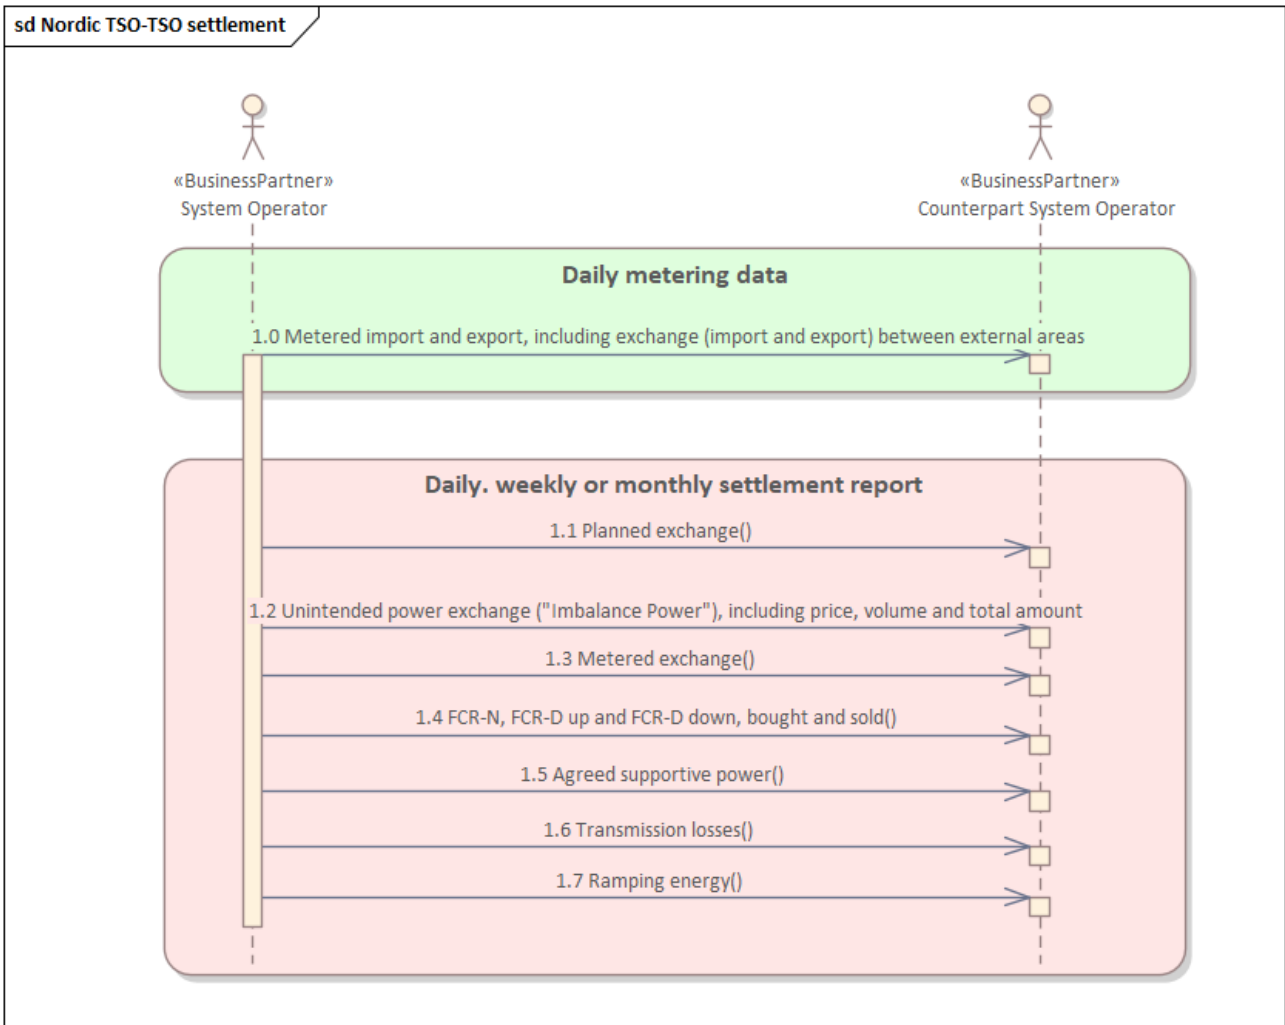 sd Nordic TSO-TSO settlement
«BusinessPartner»
System Operator
«BusinessPartner»
Counterpart System Operator
Daily metering data
1.0 Metered import and export, including exchange (import and export) between external areas
Daily. weekly or monthly settlement report
1.1 Planned exchange()
1.2 Unintended power exchange ("Imbalance Power"), including price, volume and total amount
1.3 Metered exchange()
1.4 FCR-N, FCR-D up and FCR-D down, bought and sold()
1.5 Agreed supportive power()
1.6 Transmission losses()
1.7 Ramping energy()